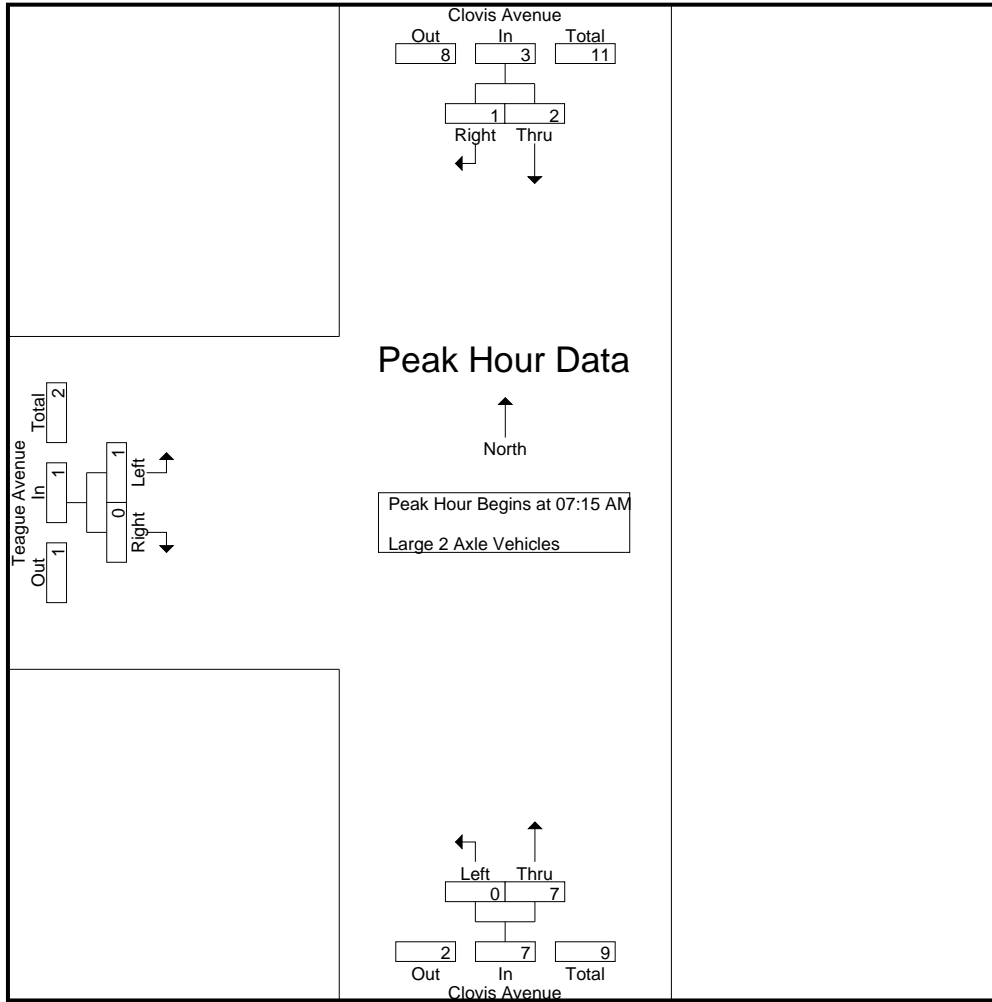 Clovis Avenue
Out In Total
8 3 11
1 2
Right Thru
Peak Hour Data
North
Peak Hour Begins at 07:15 AM
Large 2 Axle Vehicles
Teague Avenue
Out In Total
1 1 2
0 1
Right Left
Left Thru
0 7
2 7 9
Out In Total
Clovis Avenue